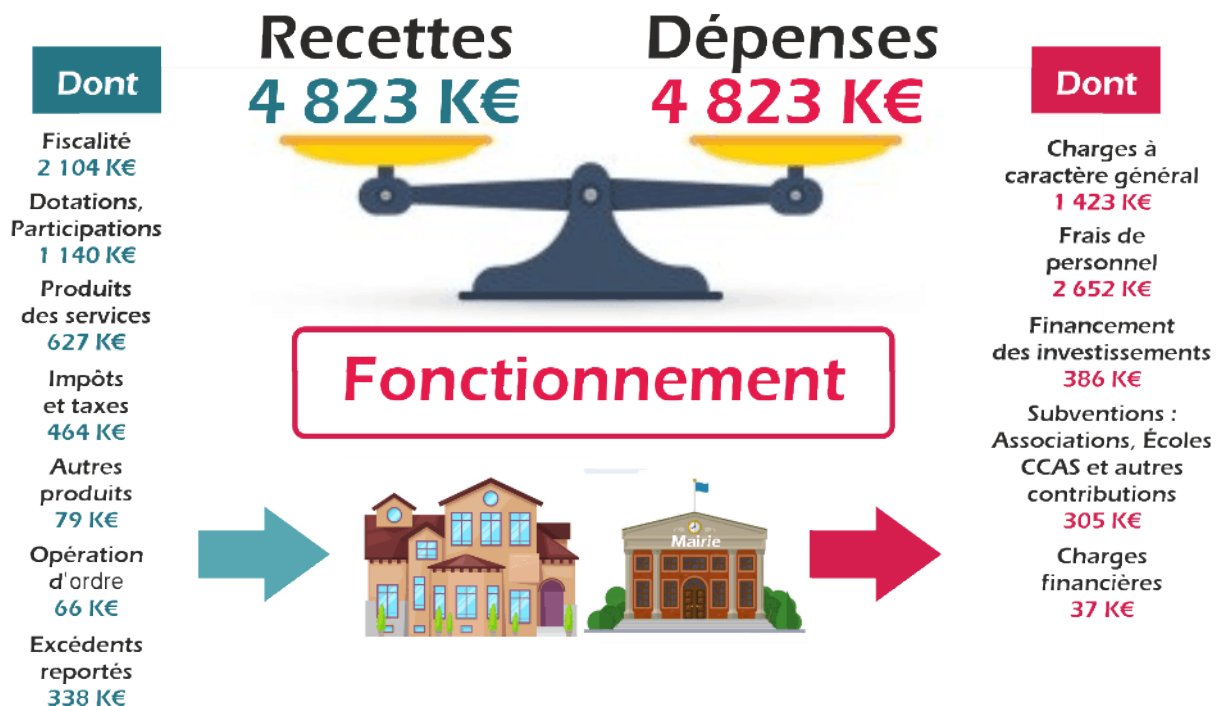 Recettes
4 823 K€
Dépenses
4 823 K€
Dont
Fiscalité
2 104 K€
Dotations,
Participations
1 140 K€
Produits
des services
627 K€
Impôts
et taxes
464 K€
Autres
produits
79 K€
Opération
d'ordre
66 K€
Excédents
reportés
338 K€
Fonctionnement
Mairie
Dont
Charges à
caractère général
1 423 K€
Frais de
personnel
2 652 K€
Financement
des investissements
386 K€
Subventions :
Associations, Écoles
CCAS et autres
contributions
305 K€
Charges
financières
37 K€